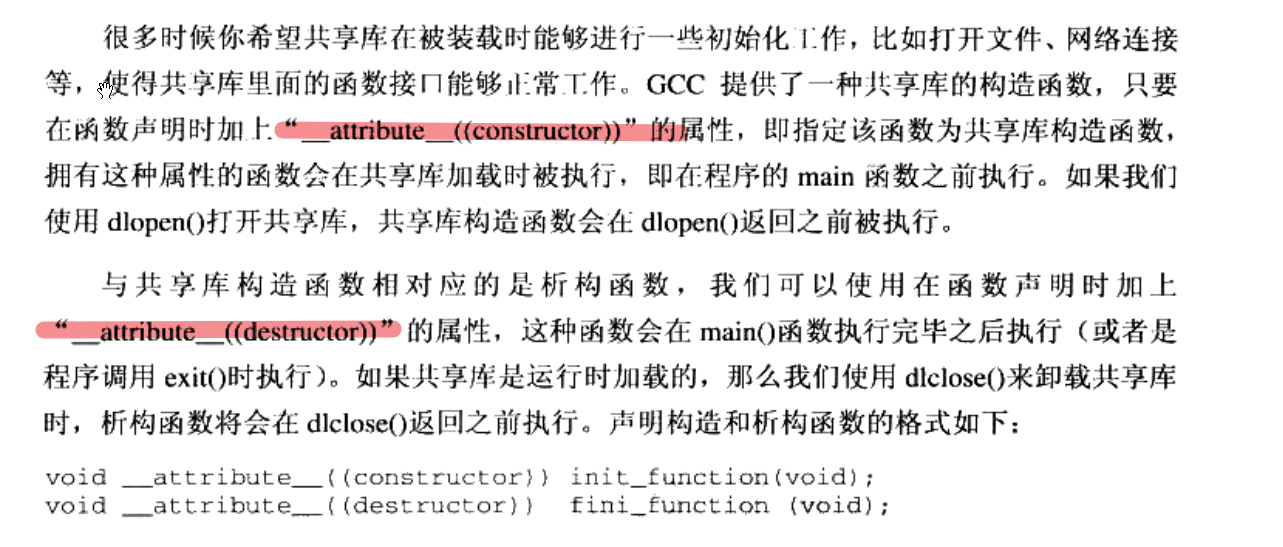 很多时候你希望共享库在被装载时能够进行一些初始化工作，比如打开文件、网络连接
等，使得共享库里面的函数接口能够正常工作。GCC 提供了一种共享库的构造函数，只要
在函数声明时加上“__attribute__((constructor))”的属性，即指定该函数为共享库构造函数，
拥有这种属性的函数会在共享库加载时被执行，即在程序的 main 函数之前执行。如果我们
使用 dlopen()打开共享库，共享库构造函数会在 dlopen()返回之前被执行。
与共享库构造函数相对应的是析构函数，我们可以使用在函数声明时加上
“__attribute__((destructor))”的属性，这种函数会在 main()函数执行完毕之后执行（或者是
程序调用 exit()时执行）。如果共享库是运行时加载的，那么我们使用 dlclose()来卸载共享库
时，析构函数将会在 dlclose()返回之前执行。声明构造和析构函数的格式如下：
void __attribute__((constructor)) init_function(void);
void __attribute__((destructor)) fini_function (void);